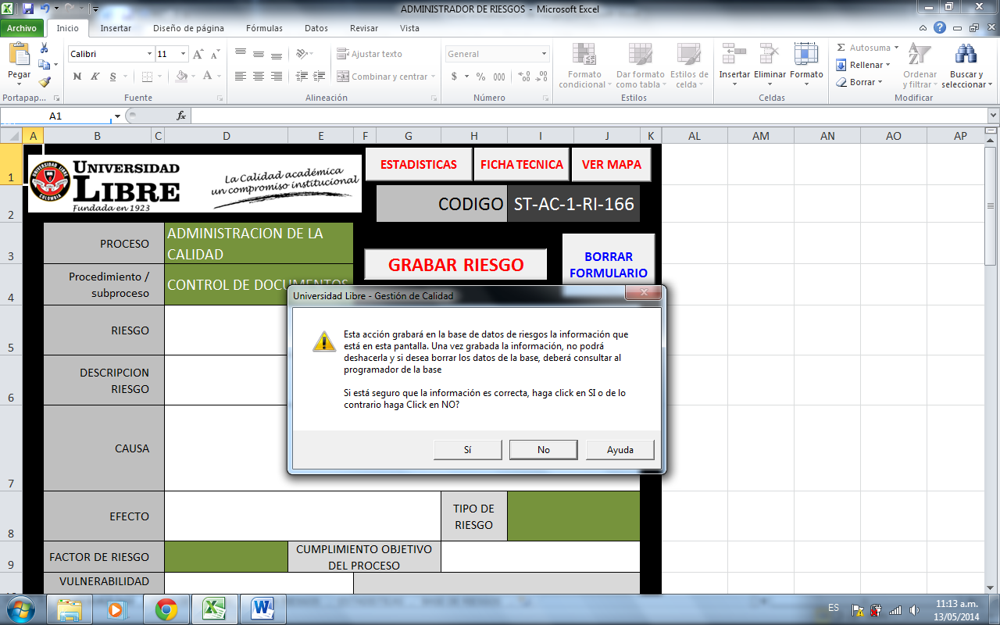 ADMINISTRADOR DE RIESGOS - Microsoft Excel
Archivo Inicio Insertar Diseño de página Fórmulas Datos Revisar Vista
Pegar
Calibri 11
Ajustar texto
General
N K S
Combinar y centrar
$ % 000
Formato condicional
Dar formato como tabla
Estilos de celda
Insertar Eliminar Formato
Autosuma
Rellenar
Borrar
Ordenar y filtrar
Buscar y seleccionar
Portapap... Fuente Alineación Número Estilos Celdas Modificar
A1 fx
A B C D E F G H I J K AL AM AN AO AP
1
UNIVERSIDAD
LIBRE
Fundada en 1923
COLOMBIA
La Calidad académica
un compromiso institucional
ESTADISTICAS FICHA TECNICA VER MAPA
2
CODIGO ST-AC-1-RI-166
3
PROCESO
ADMINISTRACION DE LA
CALIDAD
GRABAR RIESGO
BORRAR
FORMULARIO
4
Procedimiento /
subproceso
CONTROL DE DOCUMENTOS
Universidad Libre - Gestión de Calidad
Esta acción grabará en la base de datos de riesgos la información que
está en esta pantalla. Una vez grabada la información, no podrá
deshacerla y si desea borrar los datos de la base, deberá consultar al
programador de la base
Si está seguro que la información es correcta, haga click en SI o de lo
contrario haga Click en NO?
Sí No Ayuda
5
RIESGO
6
DESCRIPCION
RIESGO
7
CAUSA
8
EFECTO
TIPO DE
RIESGO
9
FACTOR DE RIESGO
CUMPLIMIENTO OBJETIVO
DEL PROCESO
VULNERABILIDAD
ES
11:13 a.m.
13/05/2014